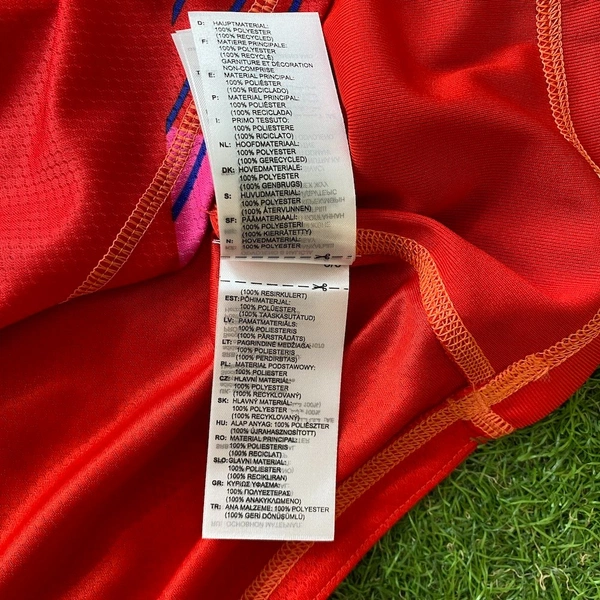 D: HAUPTMATERIAL:
100% POLYESTER
(100% RECYCLED)
F: MATIERE PRINCIPALE:
100% POLYESTER
(100% RECYCLÉ)
GARNITURE ET DÉCORATION
NON-COMPRISE
E: MATERIAL PRINCIPAL:
100% POLIÉSTER
(100% RECICLADO)
P: MATERIAL PRINCIPAL:
100% POLIÉSTER
(100% RECICLADA)
I: PRIMO TESSUTO:
100% POLIESTERE
(100% RICICLATO)
NL: HOOFDMATERIAAL:
100% POLYESTER
(100% GERECYCLED)
DK: HOVEDMATERIALE:
100% POLYESTER
(100% GENBRUGS)
S: HUVUDMATERIAL:
100% POLYESTER
(100% ÅTERVUNNEN)
SF: PÄÄMATERIAALI:
100% POLYESTER
(100% KIERRÄTETTY)
N: HOVEDMATERIAL:
100% POLYESTER
(100% RESIRKULERT)
EST: PÕHIMATERJAL:
100% POLÜESTER
(100% TAASKASUTATUD)
LV: PAMATMATERIĀLS:
100% POLIESTERIS
(100% PĀRSTRĀDĀTS)
LT: PAGRINDINĖ MEDŽIAGA:
100% POLIESTERIS
(100% PERDIRBTAS)
PL: MATERIAŁ PODSTAWOWY:
100% POLIESTER
CZ: HLAVNÍ MATERIÁL:
100% POLYESTER
(100% RECYKLOVANÝ)
SK: HLAVNÝ MATERIÁL:
100% POLYESTER
(100% RECYKLOVANÝ)
HU: ALAP ANYAG: 100% POLIÉSZTER
(100% ÚJRAHASZNOSÍTOTT)
RO: MATERIAL PRINCIPAL:
100% POLIESTERIS
(100% RECICLAT)
SLO: GLAVNI MATERIAL:
100% POLIESTER
(100% RECIKLIRAN)
GR: ΚΥΡΙΩΣ ΥΦΑΣΜΑ:
100% ΠΟΛΥΕΣΤΕΡΑΣ
(100% ΑΝΑΚΥΚΛΩΜΕΝΟ)
TR: ANA MALZEME: 100% POLYESTER
(100% GERİ DÖNÜŞÜMLÜ)